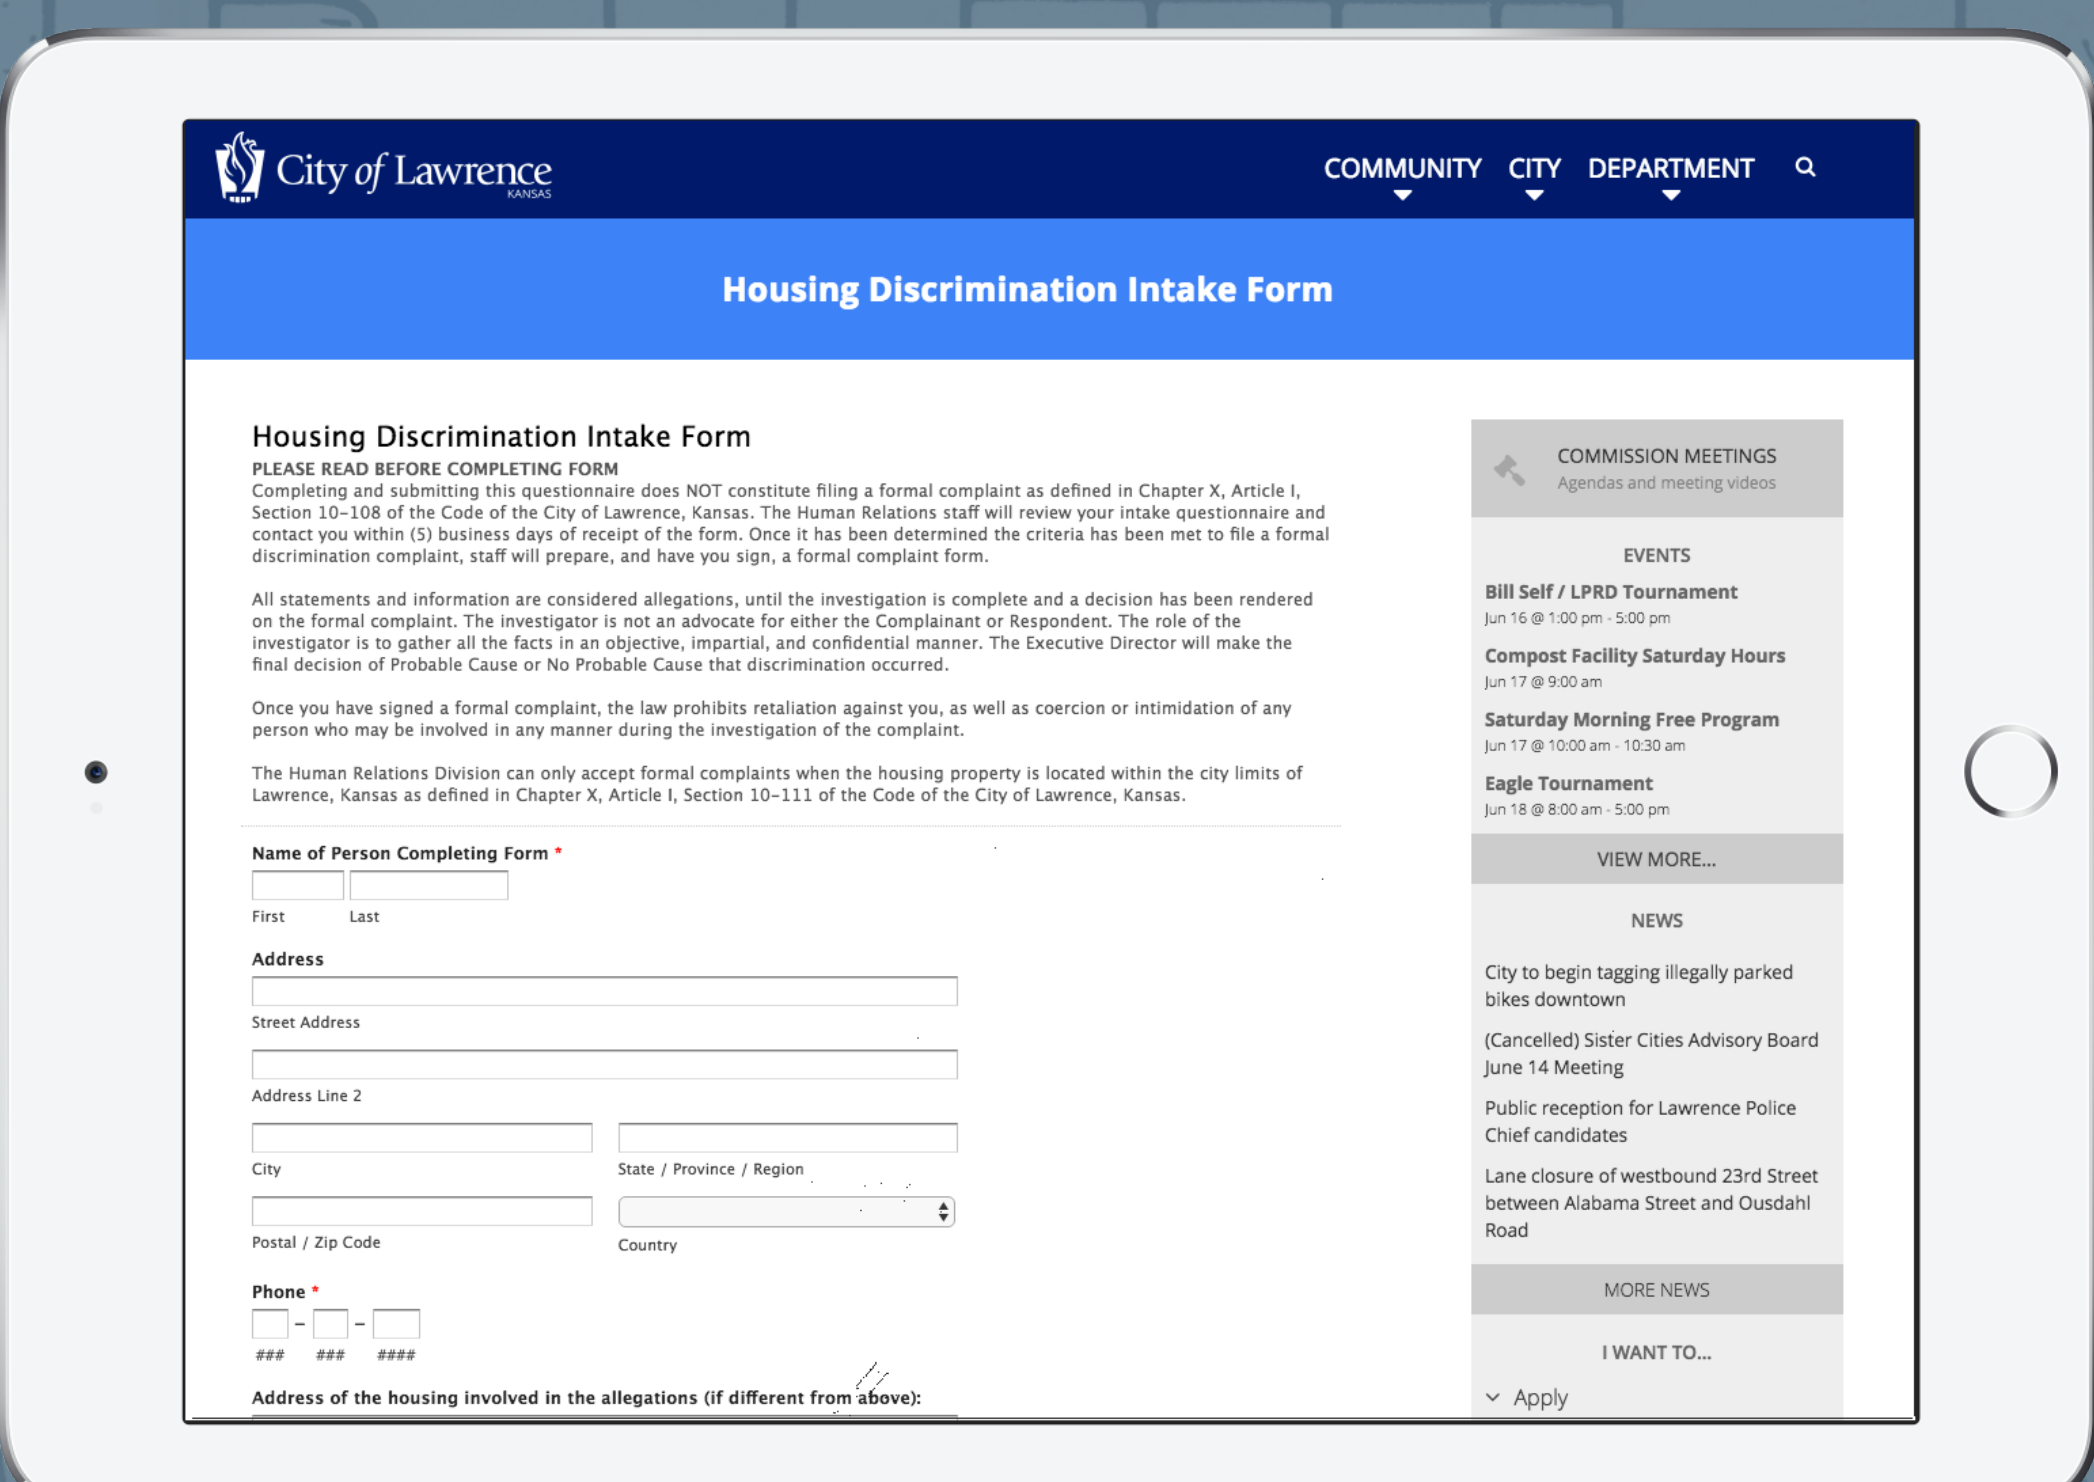 City of Lawrence
KANSAS
COMMUNITY CITY DEPARTMENT
Housing Discrimination Intake Form
Housing Discrimination Intake Form
PLEASE READ BEFORE COMPLETING FORM
Completing and submitting this questionnaire does NOT constitute filing a formal complaint as defined in Chapter X, Article I,
Section 10-108 of the Code of the City of Lawrence, Kansas. The Human Relations staff will review your intake questionnaire and
contact you within (5) business days of receipt of the form. Once it has been determined the criteria has been met to file a formal
discrimination complaint, staff will prepare, and have you sign, a formal complaint form.
All statements and information are considered allegations, until the investigation is complete and a decision has been rendered
on the formal complaint. The investigator is not an advocate for either the Complainant or Respondent. The role of the
investigator is to gather all the facts in an objective, impartial, and confidential manner. The Executive Director will make the
final decision of Probable Cause or No Probable Cause that discrimination occurred.
Once you have signed a formal complaint, the law prohibits retaliation against you, as well as coercion or intimidation of any
person who may be involved in any manner during the investigation of the complaint.
The Human Relations Division can only accept formal complaints when the housing property is located within the city limits of
Lawrence, Kansas as defined in Chapter X, Article I, Section 10-111 of the Code of the City of Lawrence, Kansas.
Name of Person Completing Form *
First Last
Address
Street Address
Address Line 2
City State / Province / Region
Postal / Zip Code Country
Phone *
- -
### ### ####
Address of the housing involved in the allegations (if different from above):
COMMISSION MEETINGS
Agendas and meeting videos
EVENTS
Bill Self / LPRD Tournament
Jun 16 @ 1:00 pm - 5:00 pm
Compost Facility Saturday Hours
Jun 17 @ 9:00 am
Saturday Morning Free Program
Jun 17 @ 10:00 am - 10:30 am
Eagle Tournament
Jun 18 @ 8:00 am - 5:00 pm
VIEW MORE...
NEWS
City to begin tagging illegally parked
bikes downtown
(Cancelled) Sister Cities Advisory Board
June 14 Meeting
Public reception for Lawrence Police
Chief candidates
Lane closure of westbound 23rd Street
between Alabama Street and Ousdahl
Road
MORE NEWS
I WANT TO...
Apply